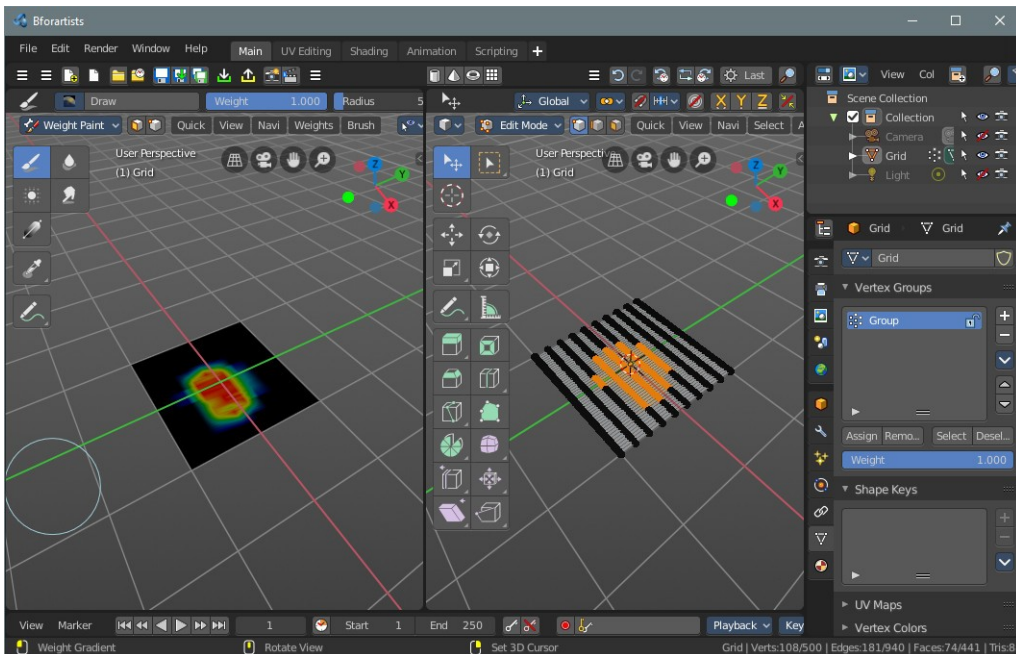 Bforartists
File Edit Render Window Help Main UV Editing Shading Animation Scripting +
Last View Col
Draw Weight 1.000 Radius 5 Global X Y Z Scene Collection
Weight Paint Quick View Navi Weights Brush Edit Mode Quick View Navi Select A Collection
Camera
User Perspective User Perspective Grid
(1) Grid (1) Grid Light
Z Y X Z Y X
Grid Grid
Grid
Vertex Groups
Group
Assign Remo... Select Desel...
Weight 1.000
Shape Keys
UV Maps
View Marker 1 Start 1 End 250 Playback Key Vertex Colors
Weight Gradient Rotate View Set 3D Cursor Grid | Verts:108/500 | Edges:181/940 | Faces:74/441 | Tris:8